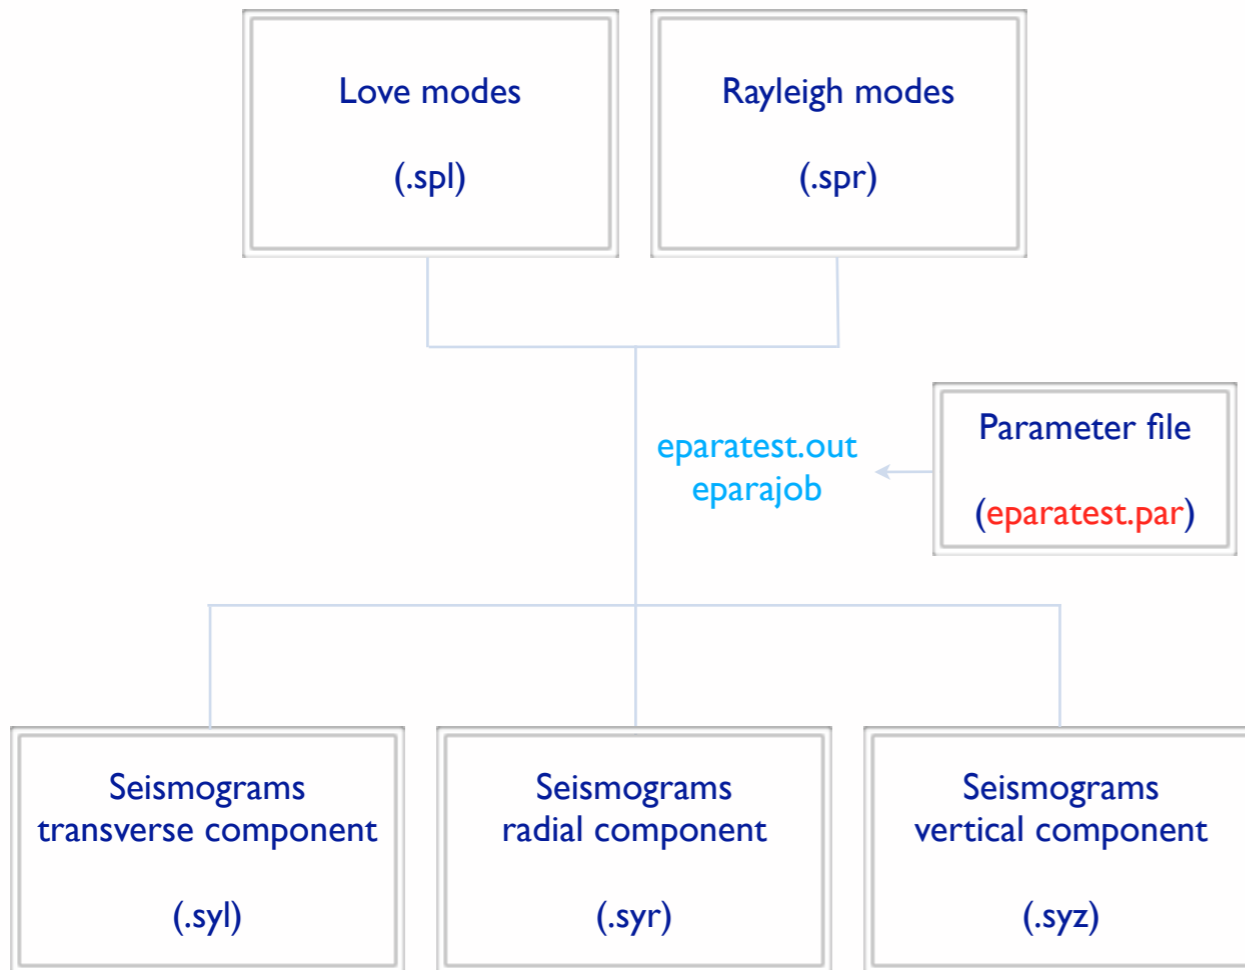 Love modes
(.spl)
Rayleigh modes
(.spr)
eparatest.out
eparajob
Parameter file
(eparatest.par)
Seismograms
transverse component
(.syl)
Seismograms
radial component
(.syr)
Seismograms
vertical component
(.syz)